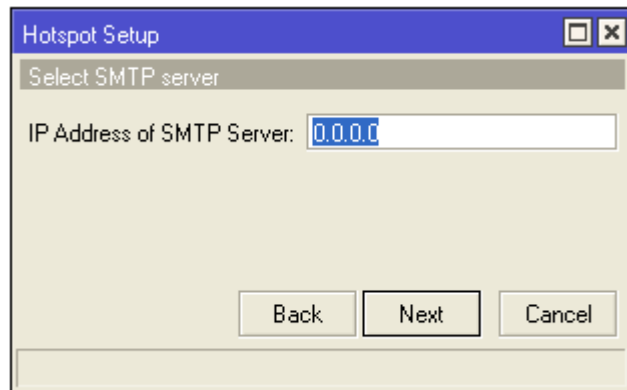 Hotspot Setup
Select SMTP server
IP Address of SMTP Server: 0.0.0.0
Back Next Cancel